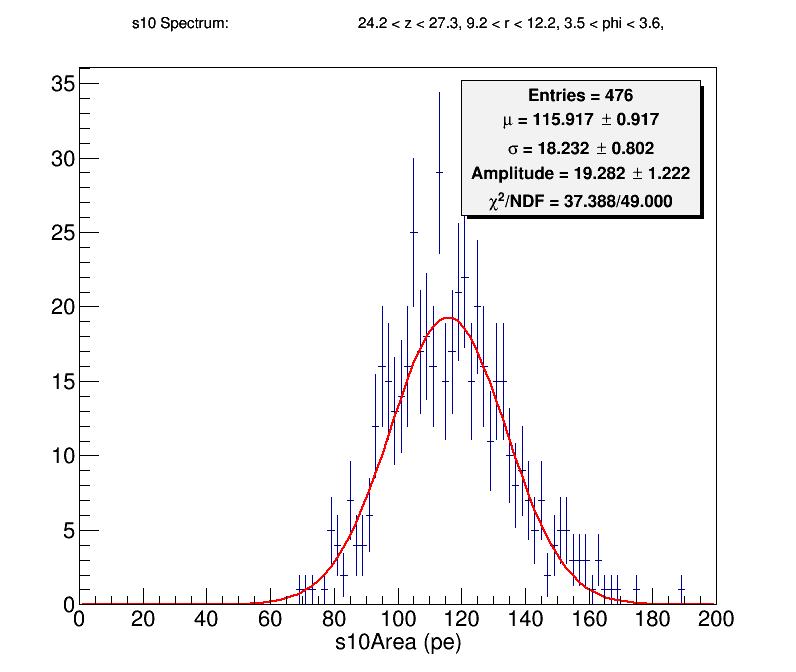 s10 Spectrum: 24.2 < z < 27.3, 9.2 < r < 12.2, 3.5 < phi < 3.6,
Entries = 476
μ = 115.917 ± 0.917
σ = 18.232 ± 0.802
Amplitude = 19.282 ± 1.222
χ²/NDF = 37.388/49.000
35
30
25
20
15
10
5
0
0 20 40 60 80 100 120 140 160 180 200
s10Area (pe)